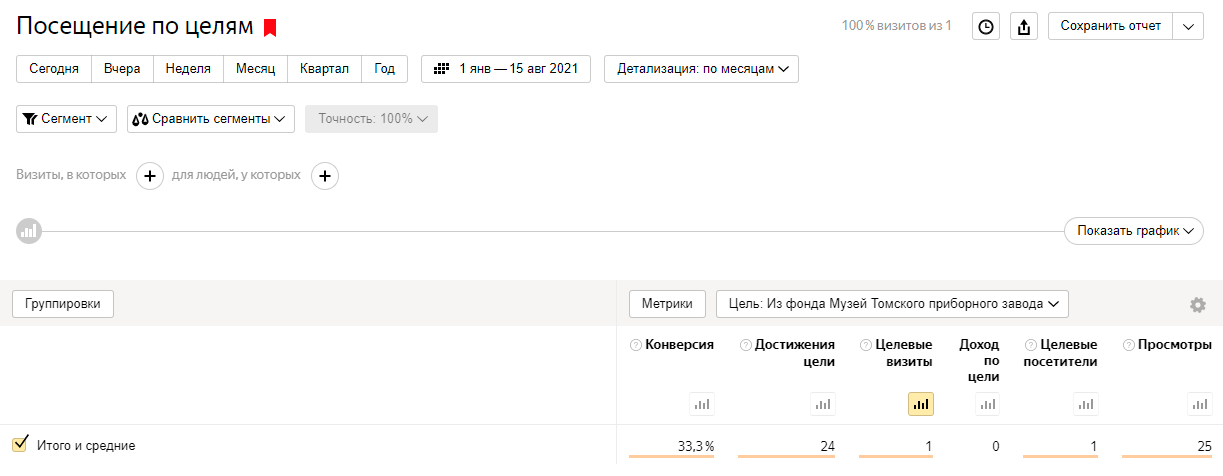 Посещение по целям
100 % визитов из 1
Сохранить отчет
Сегодня Вчера Неделя Месяц Квартал Год
1 янв — 15 авг 2021
Детализация: по месяцам
Сегмент
Сравнить сегменты
Точность: 100%
Визиты, в которых + для людей, у которых +
Показать график
Группировки
Метрики
Цель: Из фонда Музей Томского приборного завода
? Конверсия
? Достижения цели
? Целевые визиты
Доход по цели
? Целевые посетители
? Просмотры
Итого и средние 33,3 % 24 1 0 1 25